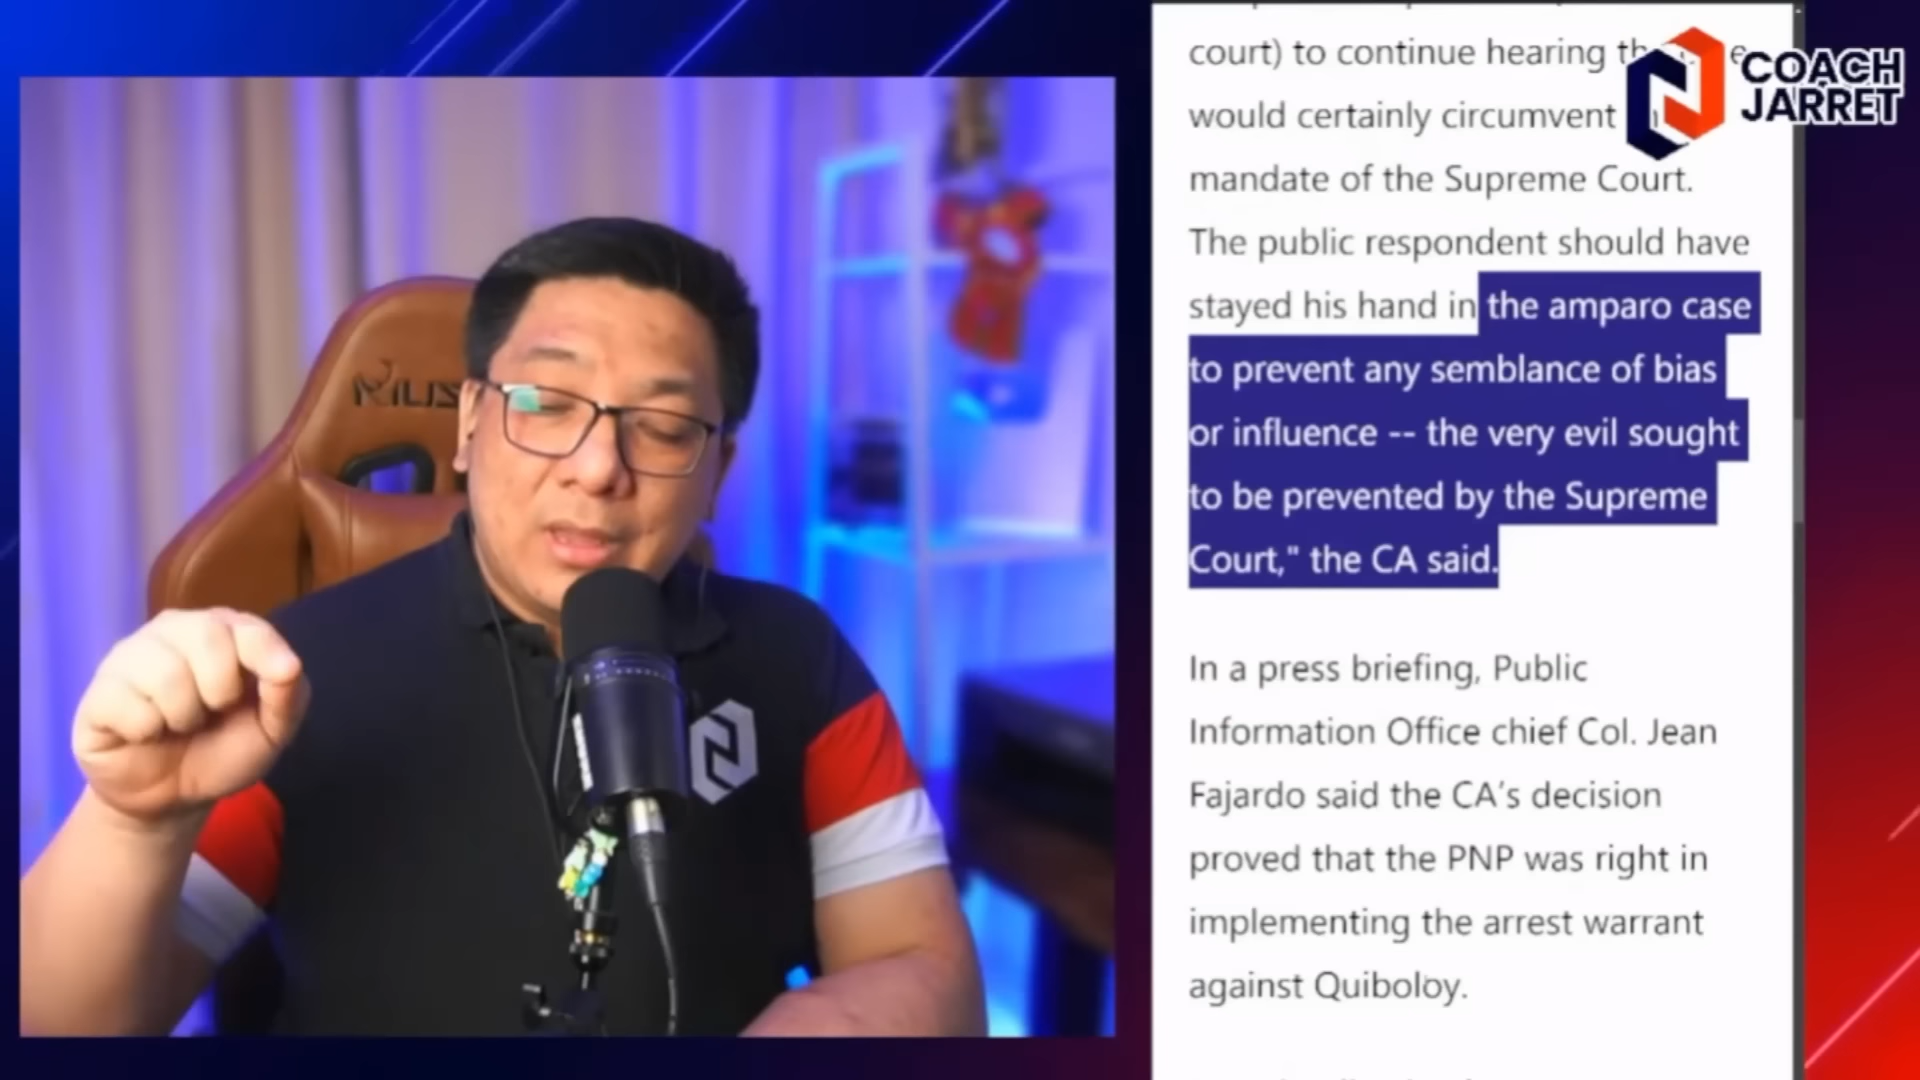 court) to continue hearing
would certainly circumvent
mandate of the Supreme Court.
The public respondent should have
stayed his hand in the amparo case
to prevent any semblance of bias
or influence -- the very evil sought
to be prevented by the Supreme
Court," the CA said.
In a press briefing, Public
Information Office chief Col. Jean
Fajardo said the CA's decision
proved that the PNP was right in
implementing the arrest warrant
against Quiboloy.
COACH
JARRET